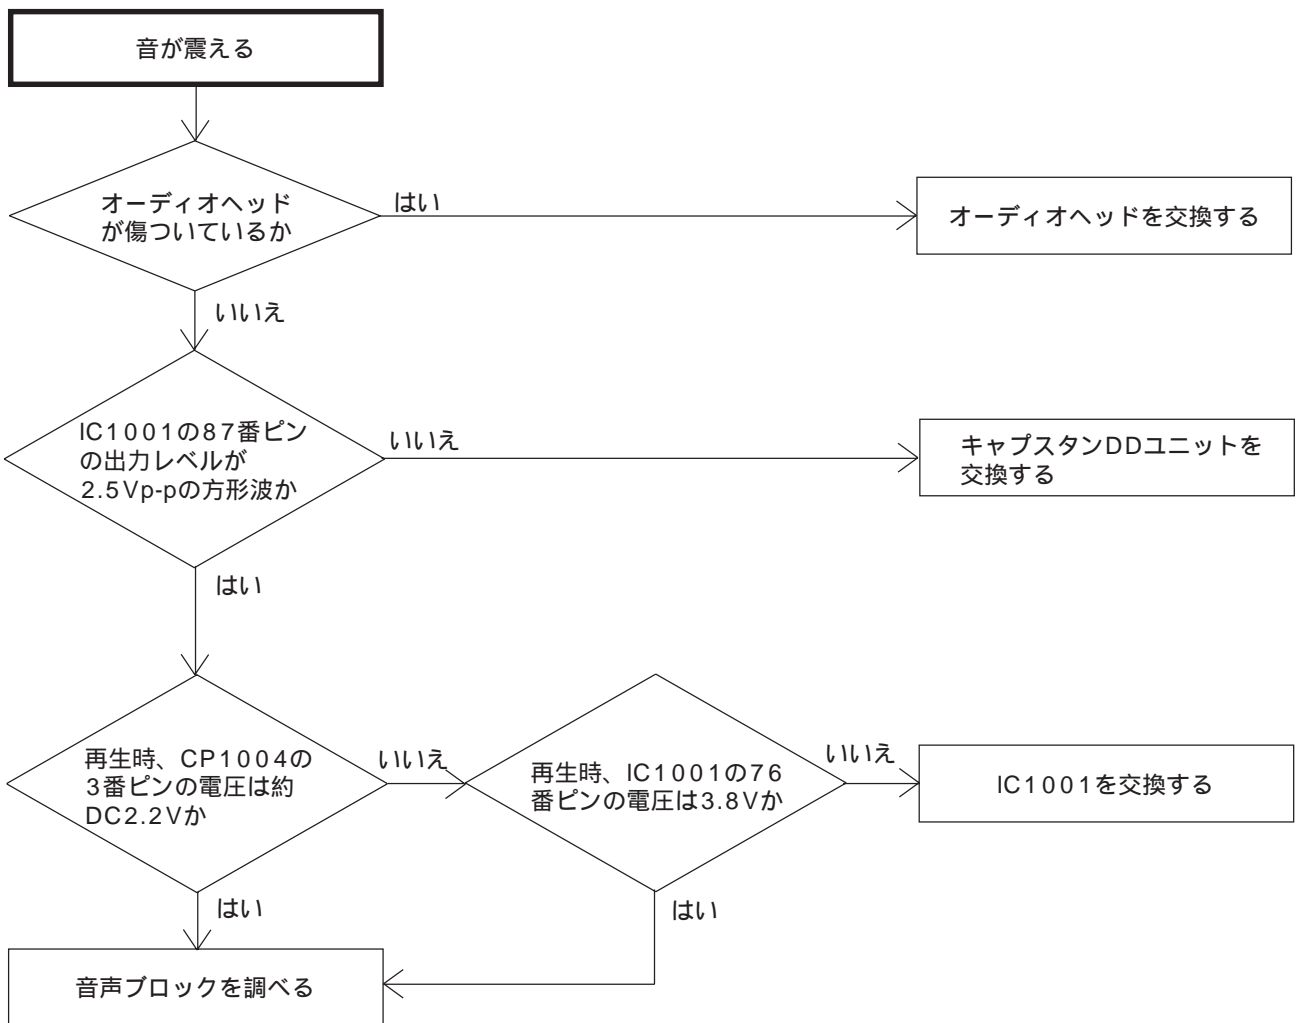 音が震える
オーディオヘッド
が傷ついているか
はい
オーディオヘッドを交換する
いいえ
IC1001の87番ピン
の出力レベルが
2.5Vp-pの方形波か
いいえ
キャプスタンDDユニットを
交換する
はい
再生時、CP1004の
3番ピンの電圧は約
DC2.2Vか
いいえ
再生時、IC1001の76
番ピンの電圧は3.8Vか
いいえ
IC1001を交換する
はい
はい
音声ブロックを調べる